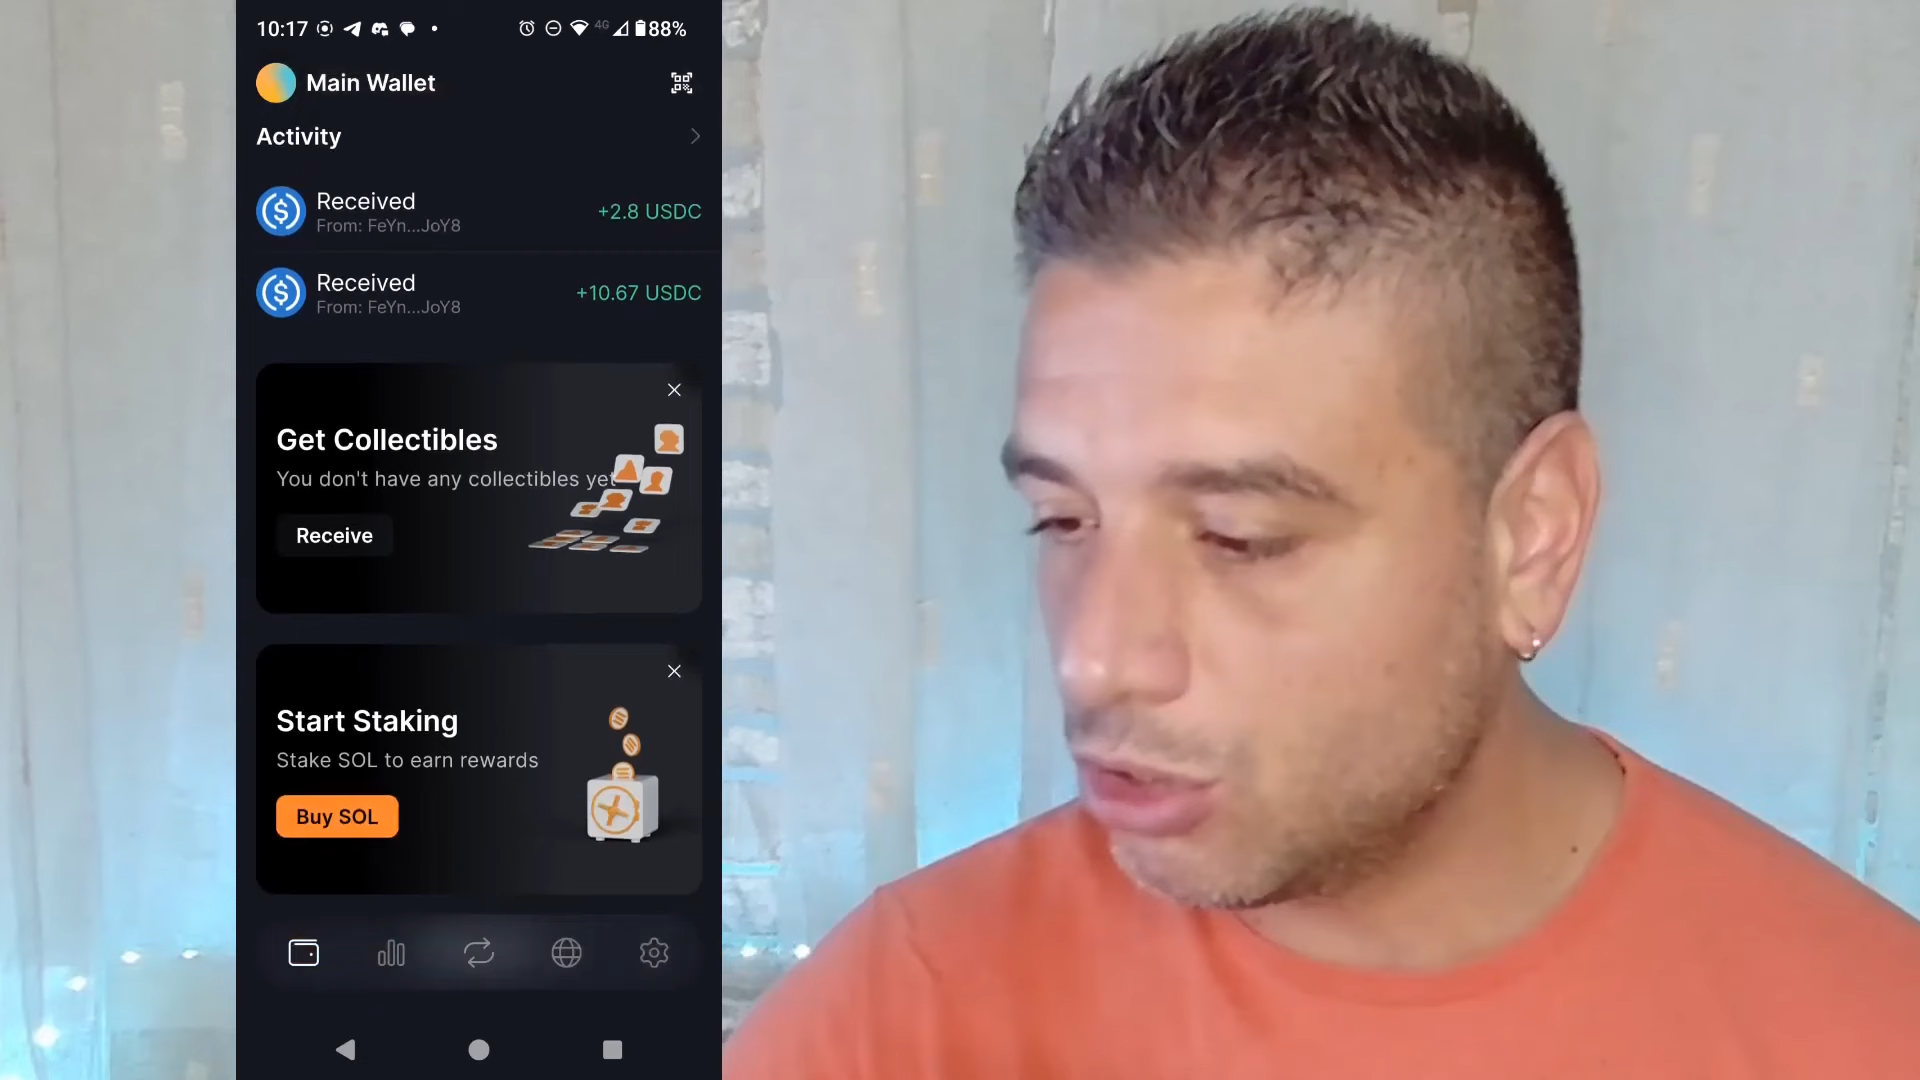 10:17
4G
88%
Main Wallet
Activity
Received
+2.8 USDC
From: FeYn...JoY8
Received
+10.67 USDC
From: FeYn...JoY8
Get Collectibles
You don't have any collectibles yet
Receive
Start Staking
Stake SOL to earn rewards
Buy SOL